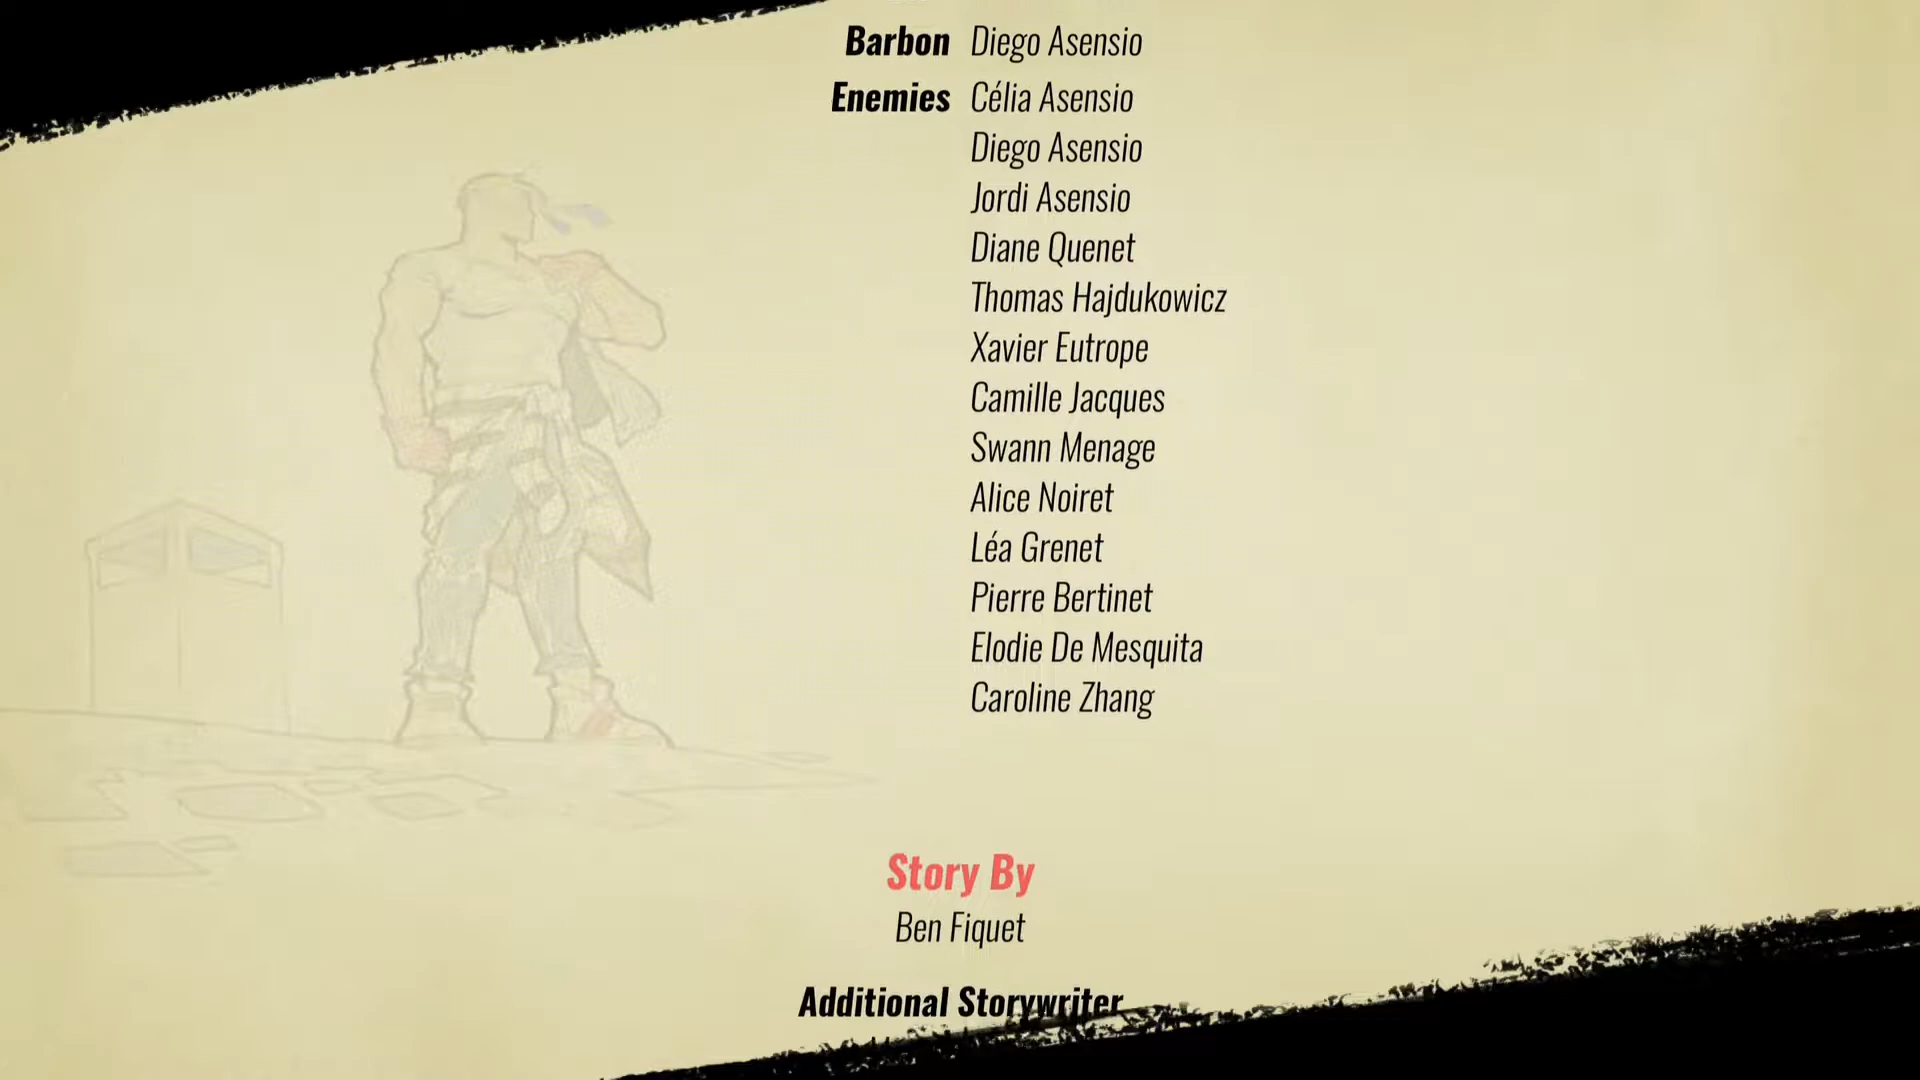 Barbon Diego Asensio
Enemies Célia Asensio
Diego Asensio
Jordi Asensio
Diane Quenet
Thomas Hajdukowicz
Xavier Eutrope
Camille Jacques
Swann Menage
Alice Noiret
Léa Grenet
Pierre Bertinet
Elodie De Mesquita
Caroline Zhang
Story By
Ben Fiquet
Additional Storywriter